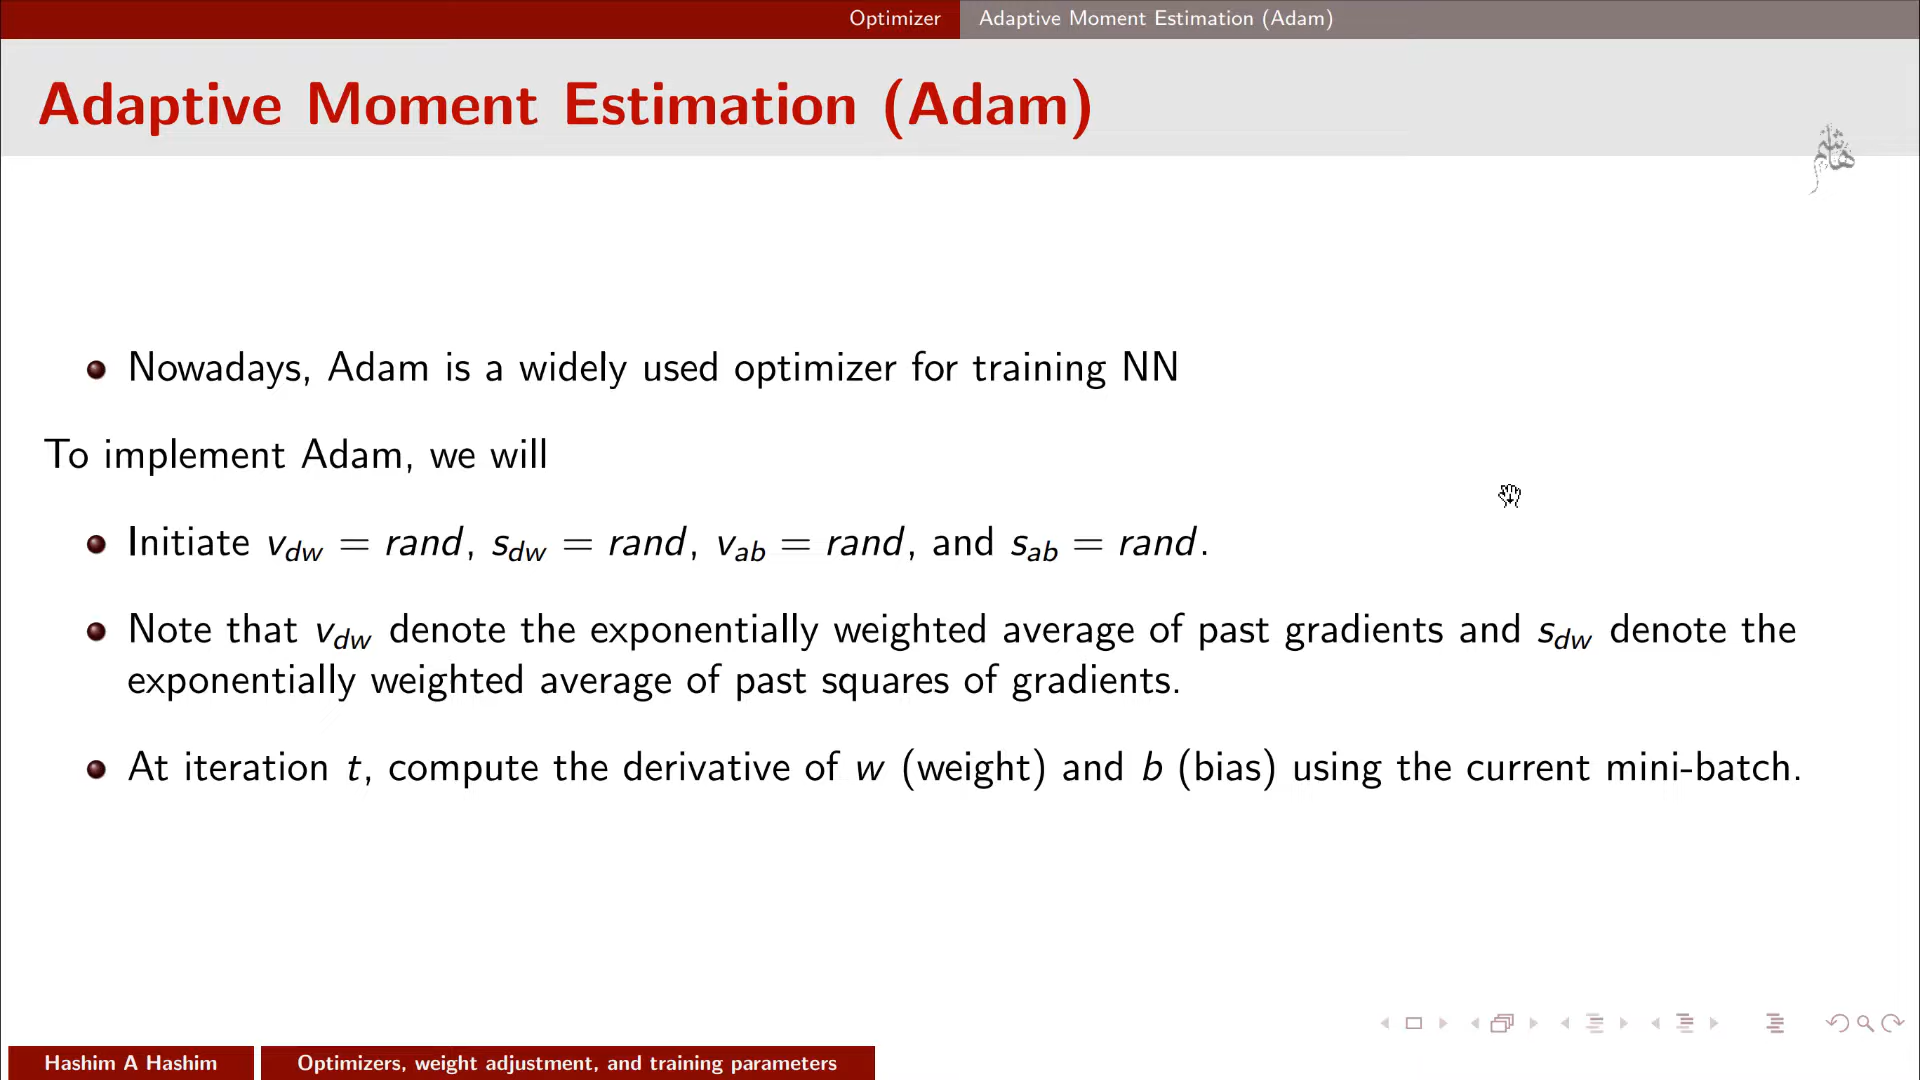 Optimizer
Adaptive Moment Estimation (Adam)
Adaptive Moment Estimation (Adam)
هاشم
Nowadays, Adam is a widely used optimizer for training NN
To implement Adam, we will
Initiate v_dw = rand, s_dw = rand, v_ab = rand, and s_ab = rand.
Note that v_dw denote the exponentially weighted average of past gradients and s_dw denote the
exponentially weighted average of past squares of gradients.
At iteration t, compute the derivative of w (weight) and b (bias) using the current mini-batch.
Hashim A Hashim
Optimizers, weight adjustment, and training parameters